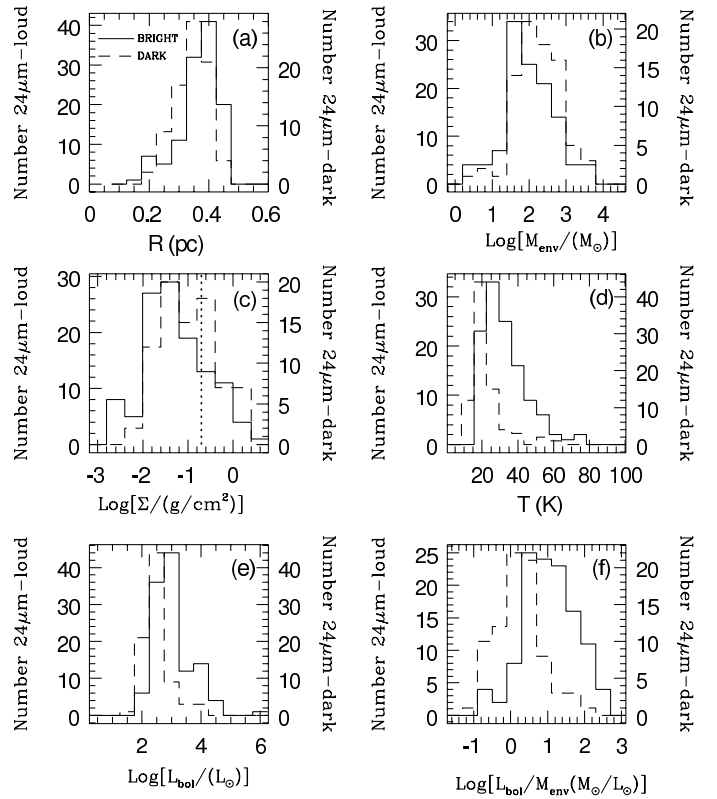 Number 24μm-loud
40
30
20
10
0
BRIGHT
DARK
(a)
20
10
0
Number 24μm-dark
0 0.2 0.4 0.6
R (pc)
Number 24μm-loud
30
20
10
0
(b)
20
15
10
5
0
Number 24μm-dark
0 1 2 3 4
Log[M_env/(M_⊙)]
Number 24μm-loud
30
20
10
0
(c)
20
15
10
5
0
Number 24μm-dark
-3 -2 -1 0
Log[Σ/(g/cm²)]
Number 24μm-loud
30
20
10
0
(d)
40
30
20
10
0
Number 24μm-dark
20 40 60 80 100
T (K)
Number 24μm-loud
40
30
20
10
0
(e)
40
30
20
10
0
Number 24μm-dark
2 4 6
Log[L_bol/(L_⊙)]
Number 24μm-loud
25
20
15
10
5
0
(f)
20
15
10
5
0
Number 24μm-dark
-1 0 1 2 3
Log[L_bol/M_env(M_⊙/L_⊙)]